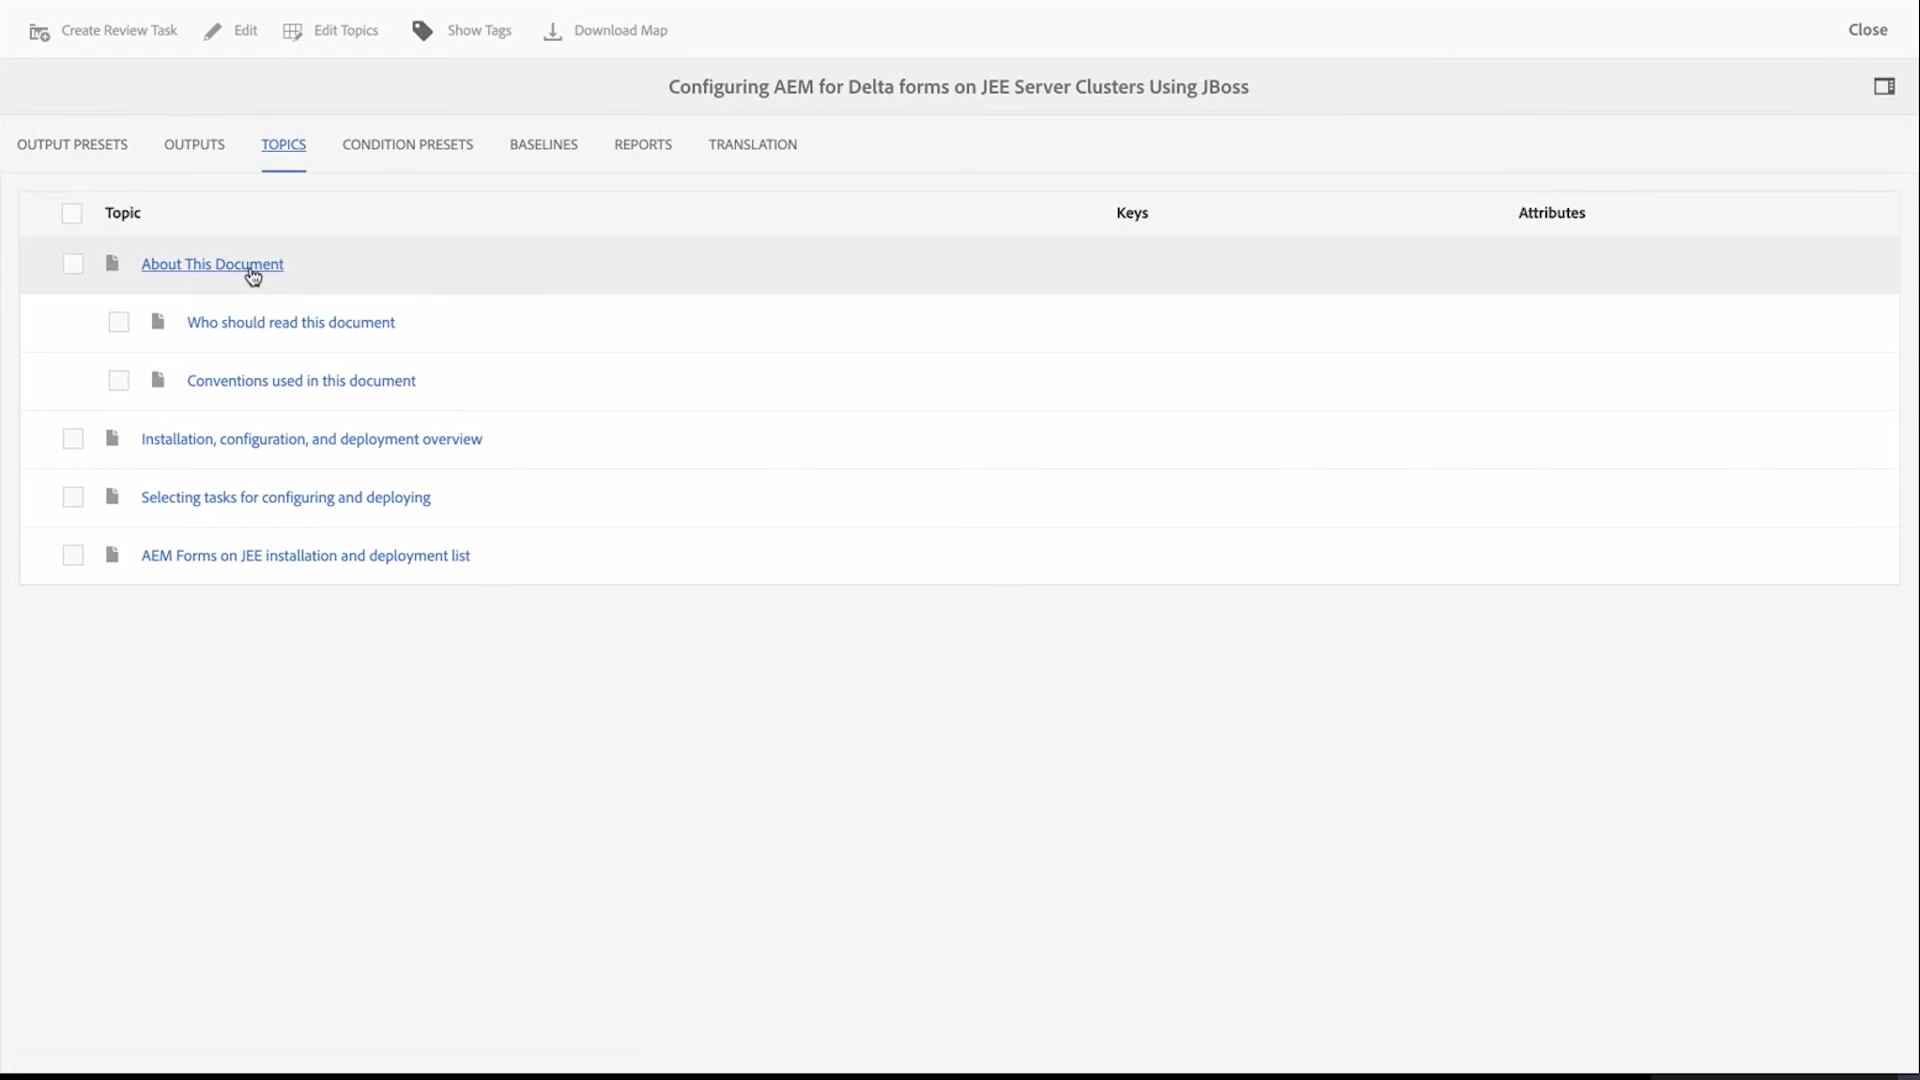 Create Review Task Edit Edit Topics Show Tags Download Map Close
Configuring AEM for Delta forms on JEE Server Clusters Using JBoss
OUTPUT PRESETS OUTPUTS TOPICS CONDITION PRESETS BASELINES REPORTS TRANSLATION
Topic Keys Attributes
About This Document
Who should read this document
Conventions used in this document
Installation, configuration, and deployment overview
Selecting tasks for configuring and deploying
AEM Forms on JEE installation and deployment list